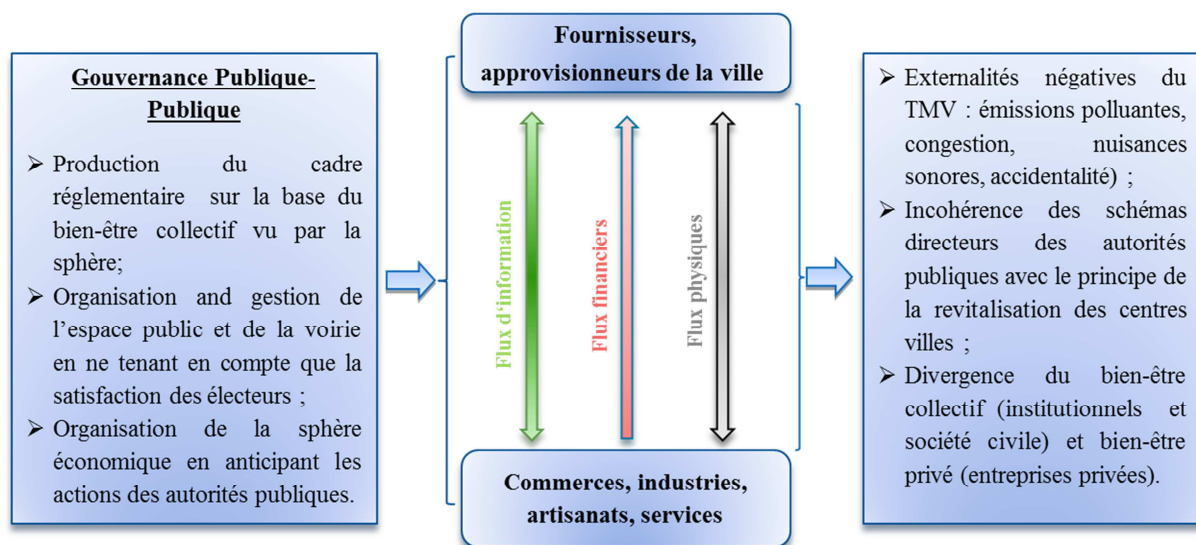 Gouvernance Publique-
Publique
➢ Production du cadre
réglementaire sur la base du
bien-être collectif vu par la
sphère;
➢ Organisation and gestion de
l'espace public et de la voirie
en ne tenant en compte que la
satisfaction des électeurs ;
➢ Organisation de la sphère
économique en anticipant les
actions des autorités publiques.
Fournisseurs,
approvisionneurs de la ville
Flux d'information
Flux financiers
Flux physiques
Commerces, industries,
artisanats, services
➢ Externalités négatives du
TMV : émissions polluantes,
congestion, nuisances
sonores, accidentalité) ;
➢ Incohérence des schémas
directeurs des autorités
publiques avec le principe de
la revitalisation des centres
villes ;
➢ Divergence du bien-être
collectif (institutionnels et
société civile) et bien-être
privé (entreprises privées).